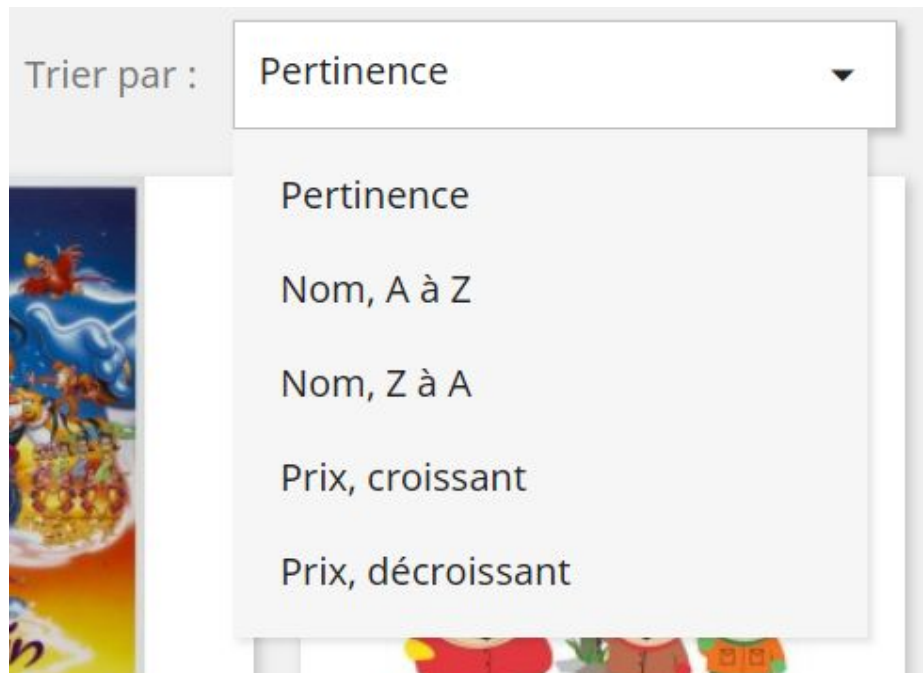 Trier par :
Pertinence
Pertinence
Nom, A à Z
Nom, Z à A
Prix, croissant
Prix, décroissant